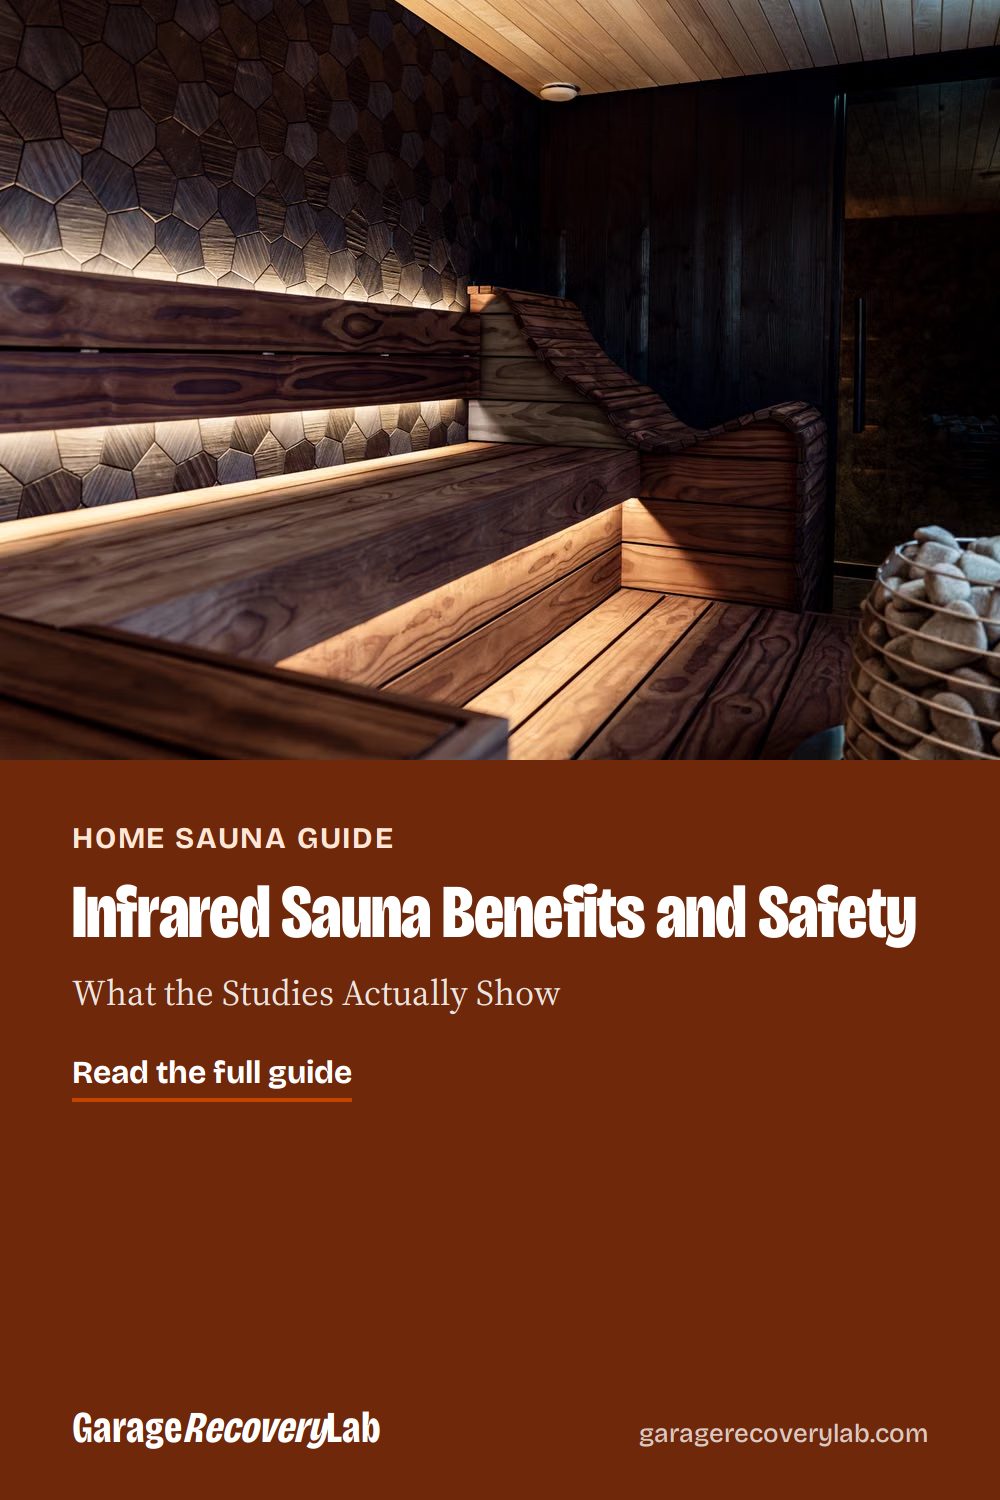 HOME SAUNA GUIDE
Infrared Sauna Benefits and Safety
What the Studies Actually Show
Read the full guide
GarageRecoveryLab
garagerecoverylab.com